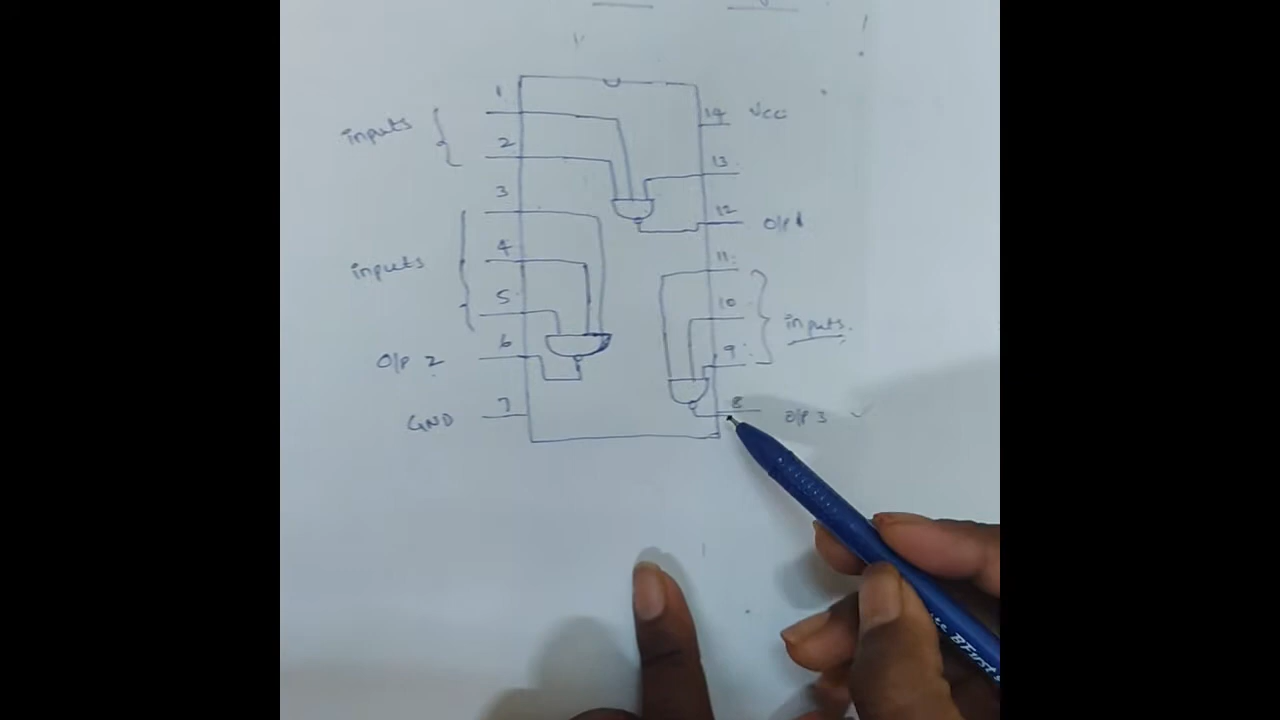 1
14 Vcc
inputs
2
13
3
12
O/P 1
4
11
inputs
5
10
inputs.
6
9
O/P 2
7
8
GND
O/P 3
BFirst